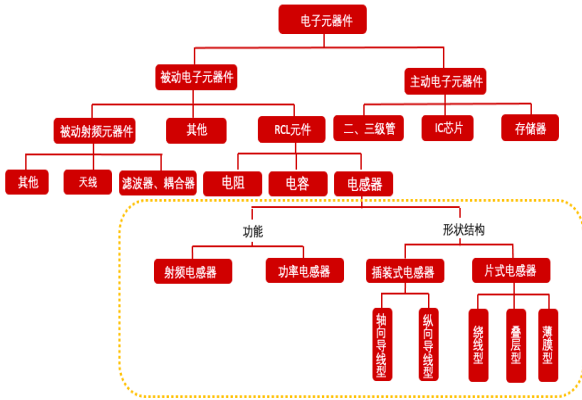 电子元器件
被动电子元器件
主动电子元器件
被动射频元器件
其他
RCL元件
二、三级管
IC芯片
存储器
其他
天线
滤波器、耦合器
电阻
电容
电感器
功能
形状结构
射频电感器
功率电感器
插装式电感器
片式电感器
轴向导线型
纵向导线型
绕线型
叠层型
薄膜型